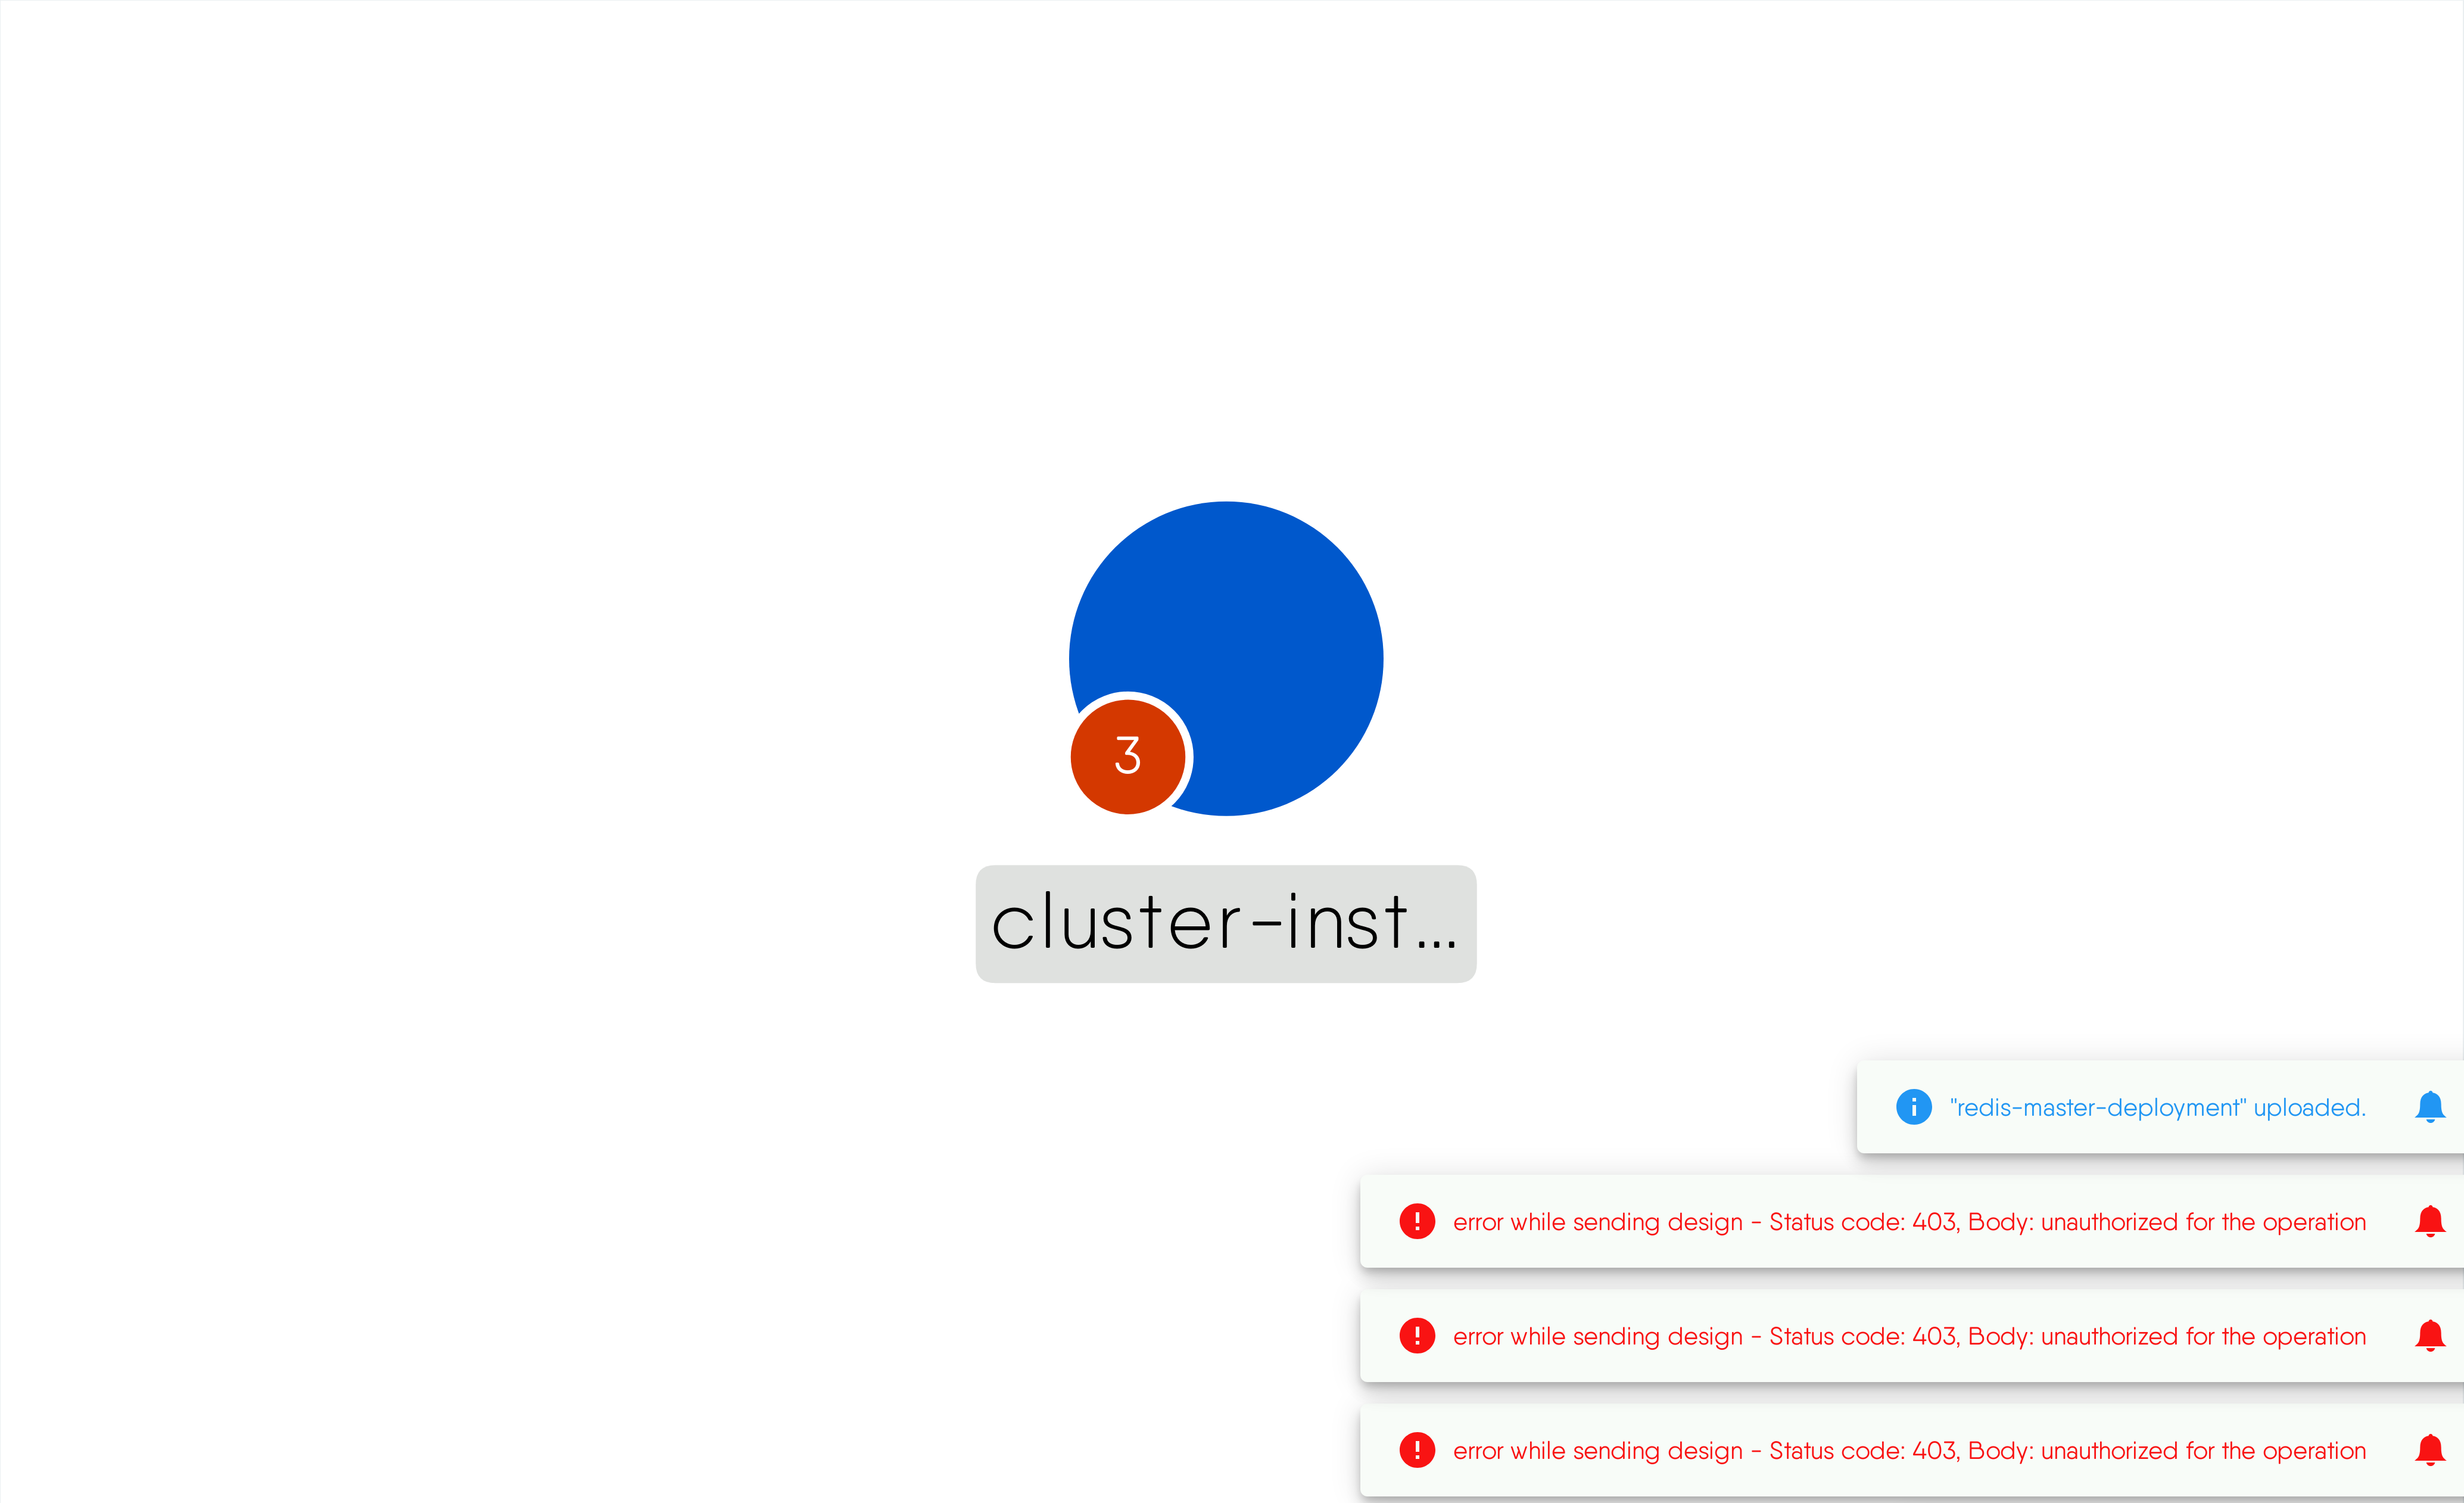 3
cluster-inst...
"redis-master-deployment" uploaded.
error while sending design - Status code: 403, Body: unauthorized for the operation
error while sending design - Status code: 403, Body: unauthorized for the operation
error while sending design - Status code: 403, Body: unauthorized for the operation